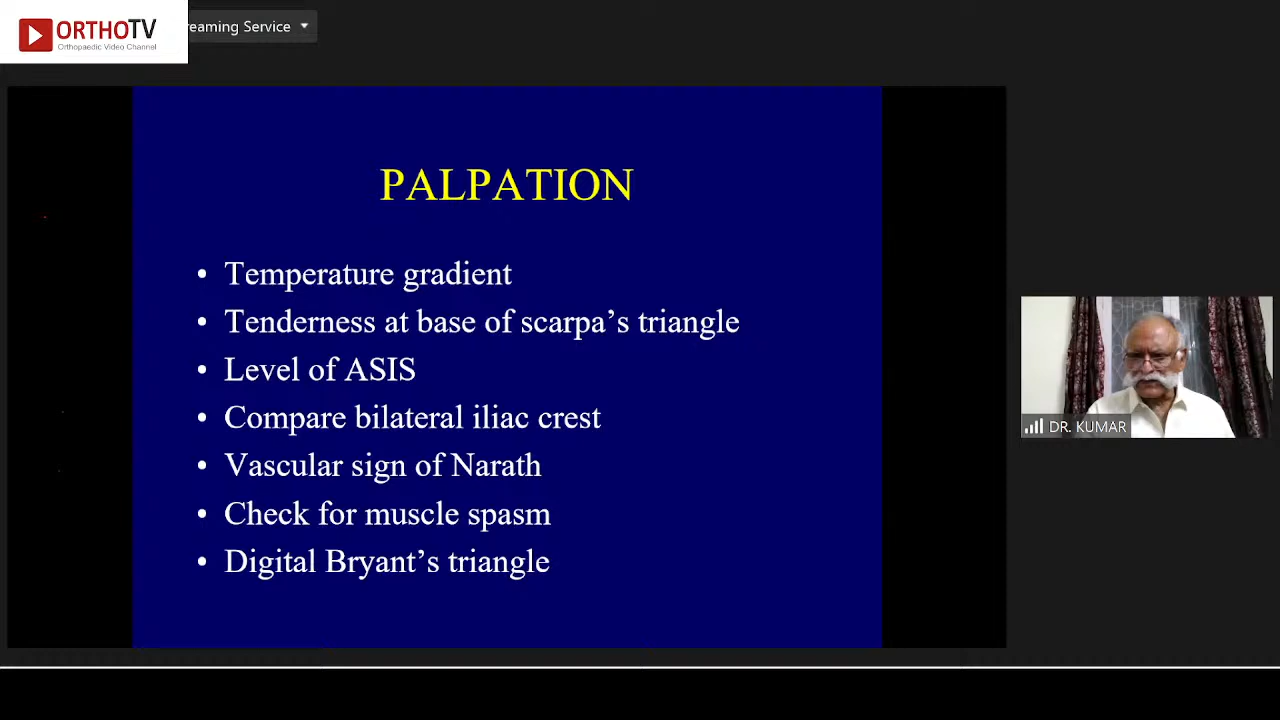 ORTHOTV
Orthopaedic Video Channel
reaming Service
PALPATION
• Temperature gradient
• Tenderness at base of scarpa’s triangle
• Level of ASIS
• Compare bilateral iliac crest
• Vascular sign of Narath
• Check for muscle spasm
• Digital Bryant’s triangle
DR. KUMAR